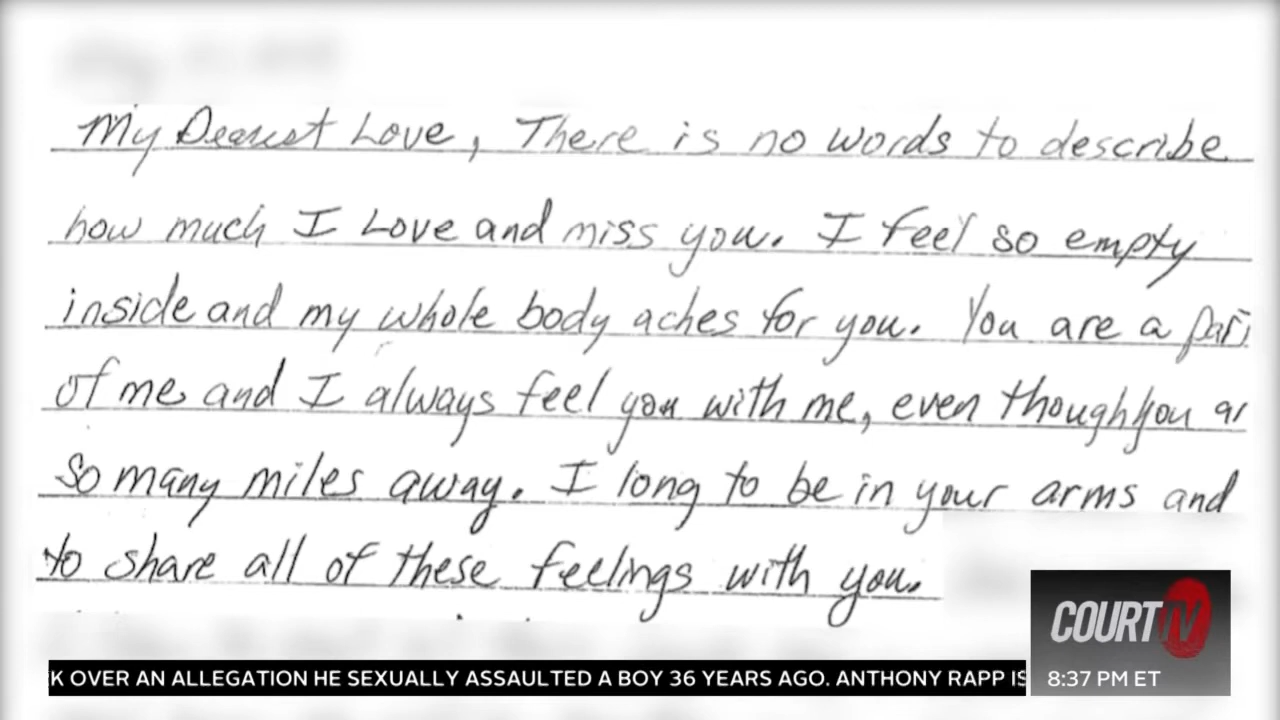 My Dearest Love, There is no words to describe
how much I Love and miss you. I feel so empty
inside and my whole body aches for you. You are a part
of me and I always feel you with me, even though you ar
so many miles away. I long to be in your arms and
to share all of these feelings with you.
COURT TV
K OVER AN ALLEGATION HE SEXUALLY ASSAULTED A BOY 36 YEARS AGO. ANTHONY RAPP IS
8:37 PM ET